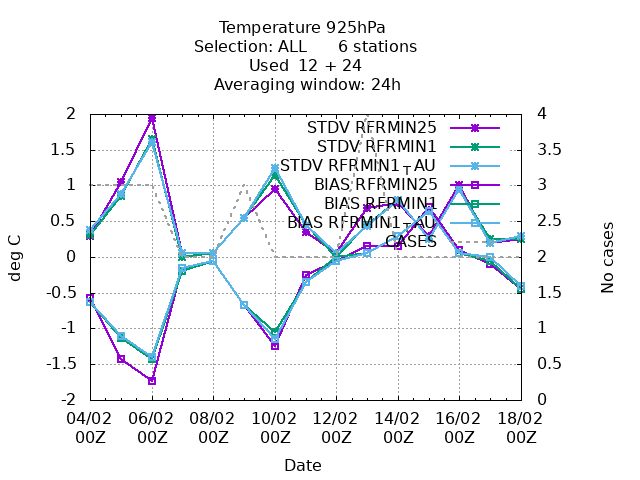 Temperature 925hPa
Selection: ALL 6 stations
Used 12 + 24
Averaging window: 24h
2
1.5
1
0.5
0
-0.5
-1
-1.5
-2
deg C
4
3.5
3
2.5
2
1.5
1
0.5
0
No cases
STDV RFRMIN25
STDV RFRMIN1
STDV RFRMIN1_AU
BIAS RFRMIN25
BIAS RFRMIN1
BIAS RFRMIN1_AU
CASES
04/02 06/02 08/02 10/02 12/02 14/02 16/02 18/02
00Z 00Z 00Z 00Z 00Z 00Z 00Z 00Z
Date